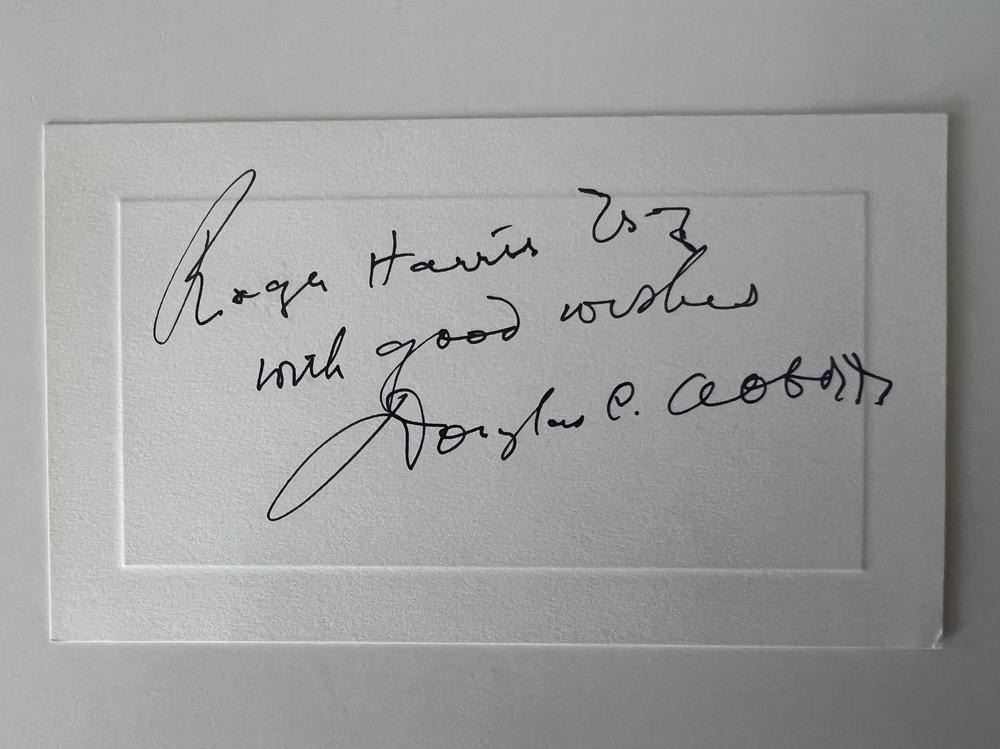 Roger Harris Esq
with good wishes
Douglas C. Abbott